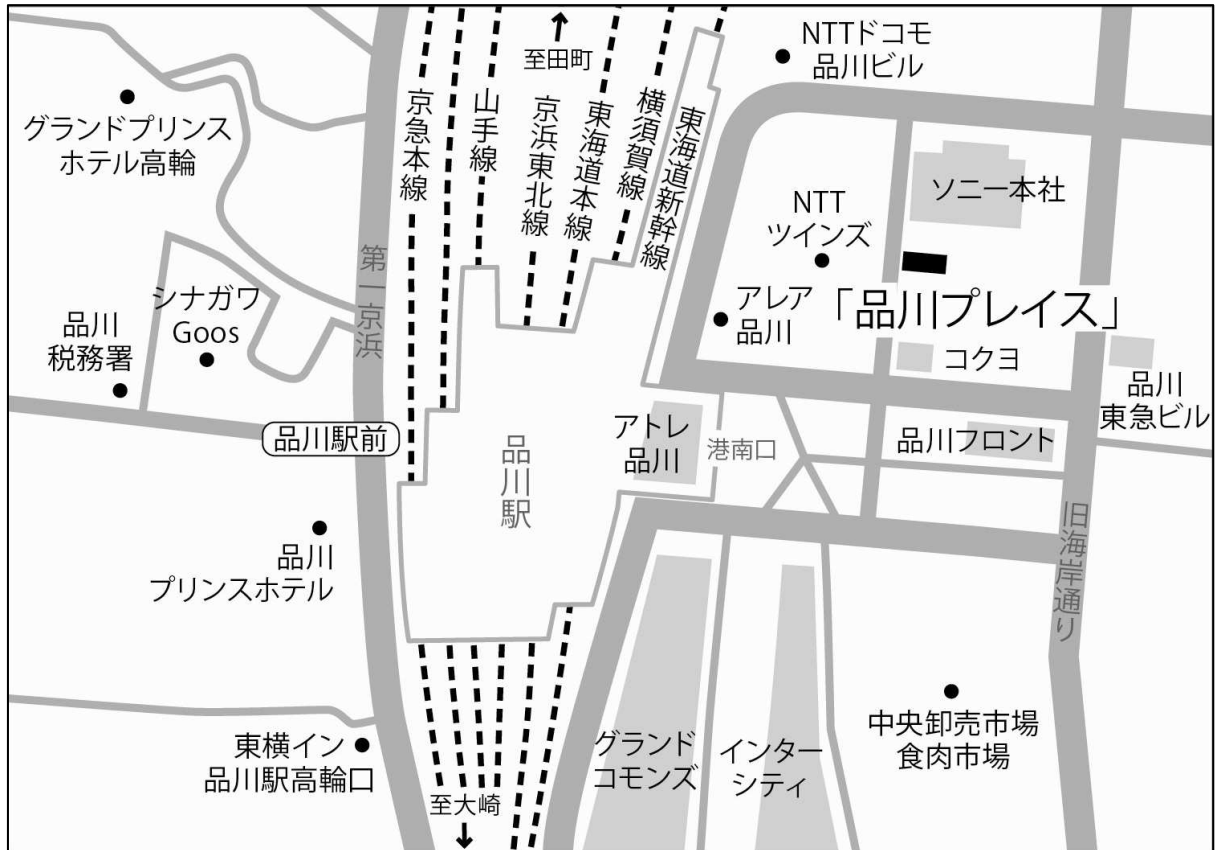 至田町
NTTドコモ
品川ビル
グランドプリンス
ホテル高輪
京急本線
山手線
京浜東北線
東海道本線
横須賀線
東海道新幹線
ソニー本社
NTT
ツインズ
「品川プレイス」
アレア
品川
コクヨ
第一京浜
シナガワ
Goos
品川
税務署
品川
東急ビル
品川駅前
品川駅
アトレ
品川
港南口
品川フロント
旧海岸通り
品川
プリンスホテル
中央卸売市場
食肉市場
東横イン
品川駅高輪口
グランド
コモンズ
インター
シティ
至大崎